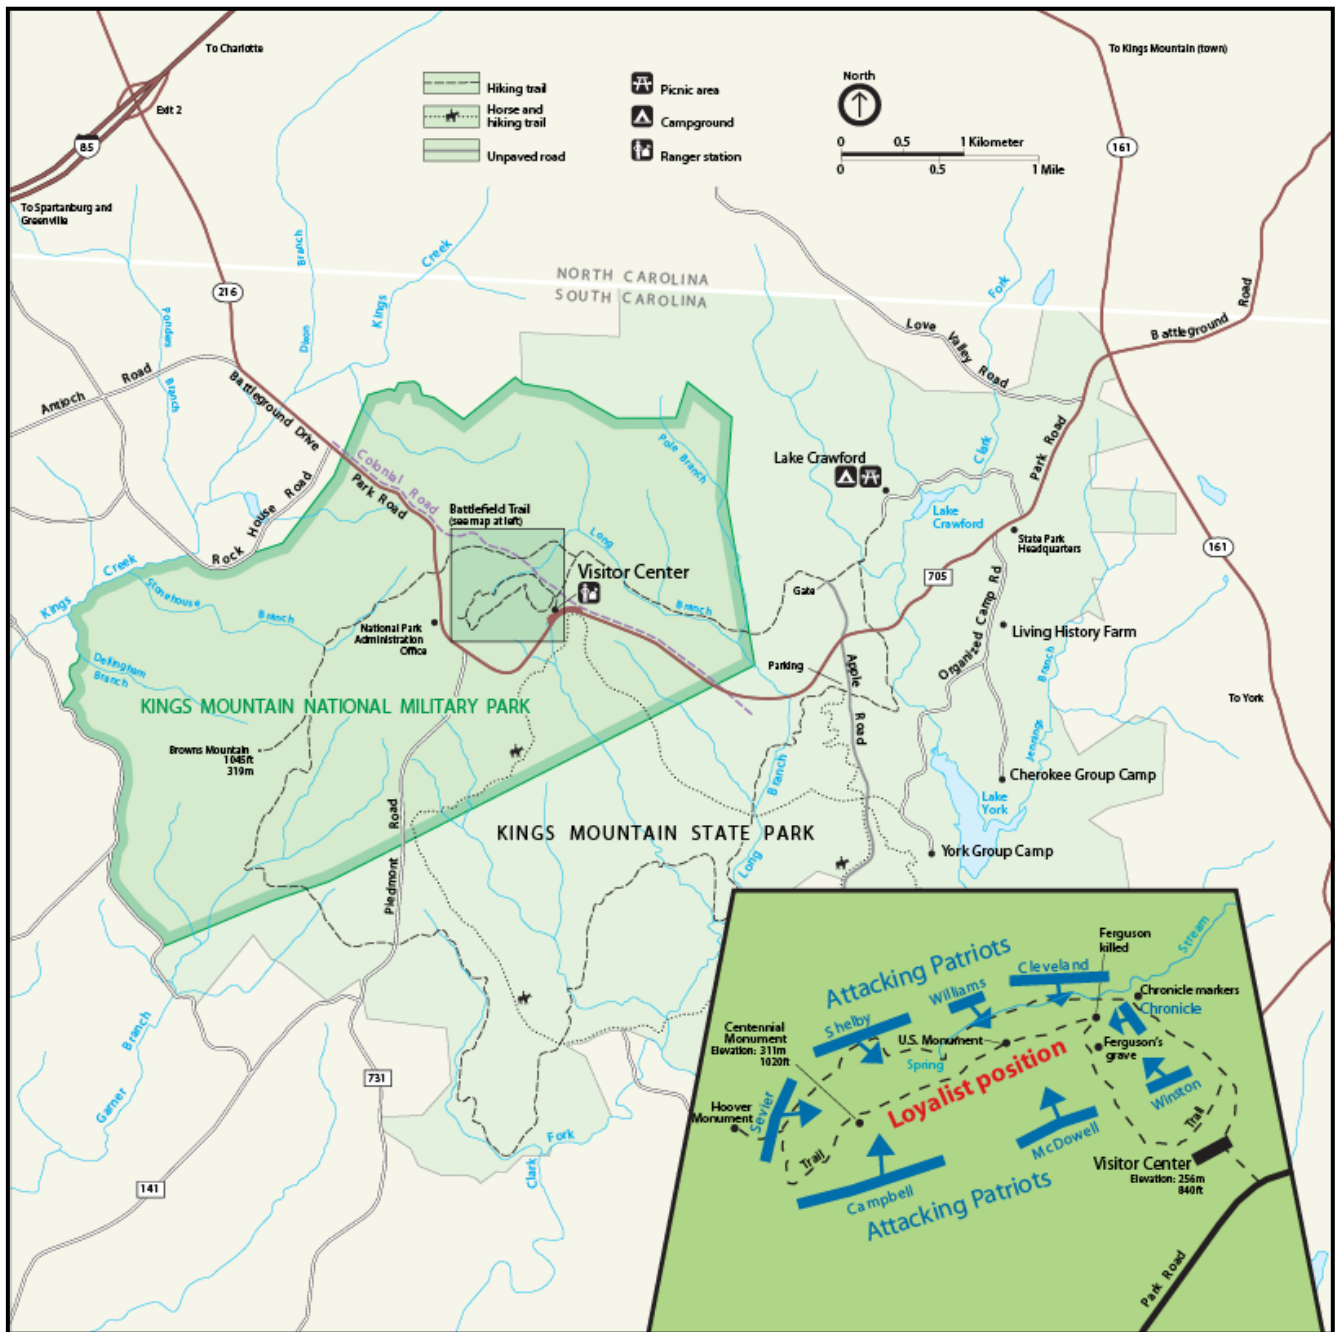 To Charlotte
Exit 2
85
To Spartanburg and
Greenville
Hiking trail
Horse and
hiking trail
Unpaved road
Picnic area
Campground
Ranger station
North
0 0.5 1 Kilometer
0 0.5 1 Mile
To Kings Mountain (town)
161
NORTH CAROLINA
SOUTH CAROLINA
216
Ponders
Branch
Dixon
Branch
Kings
Creek
Antioch
Road
Battleground Drive
Rock House Road
Colonial Road
Park Road
Battlefield Trail
(see map at left)
Long
Branch
Visitor Center
Pole Branch
Love Valley Road
Fork
Clark
Battleground Road
Park Road
Lake Crawford
Lake
Crawford
State Park
Headquarters
705
161
Gate
Organized Camp Rd
Living History Farm
Parking
Apple
Road
To York
Kings
Creek
Stonehouse
Branch
Dellingham
Branch
National Park
Administration
Office
KINGS MOUNTAIN NATIONAL MILITARY PARK
Browns Mountain
1045ft
319m
Piedmont
Road
Jennings
Branch
Cherokee Group Camp
Lake
York
York Group Camp
KINGS MOUNTAIN STATE PARK
Long
Branch
Garner
Branch
731
141
Clark
Fork
Attacking Patriots
Cleveland
Williams
Shelby
Ferguson
killed
Stream
Chronicle markers
Chronicle
Centennial
Monument
Elevation: 311m
1020ft
U.S. Monument
Ferguson's
grave
Spring
Loyalist position
Hoover
Monument
Sevier
Winston
Trail
McDowell
Trail
Campbell
Attacking Patriots
Visitor Center
Elevation: 256m
840ft
Park Road